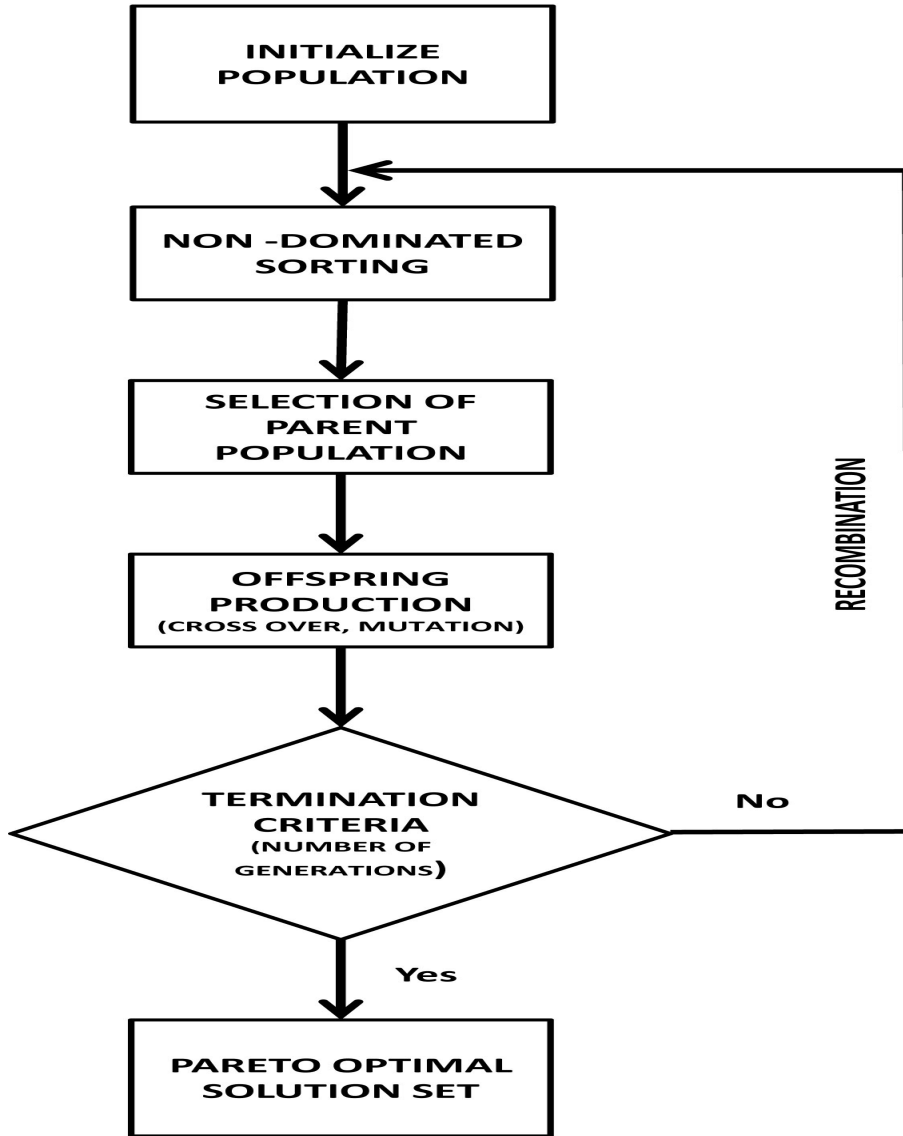 INITIALIZE
POPULATION
NON -DOMINATED
SORTING
SELECTION OF
PARENT
POPULATION
OFFSPRING
PRODUCTION
(CROSS OVER, MUTATION)
RECOMBINATION
TERMINATION
CRITERIA
(NUMBER OF
GENERATIONS)
No
Yes
PARETO OPTIMAL
SOLUTION SET